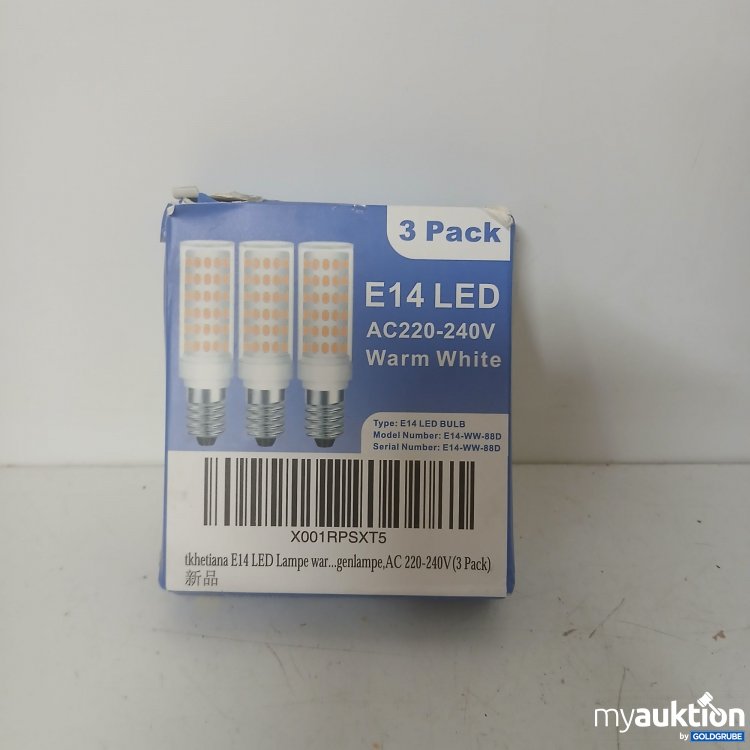 3 Pack
E14 LED
AC220-240V
Warm White
Type: E14 LED BULB
Model Number: E14-WW-88D
Serial Number: E14-WW-88D
X001RPSXT5
tkhetiana E14 LED Lampe war...genlampe,AC 220-240V(3 Pack)
新品
myauktion
by GOLDGRUBE